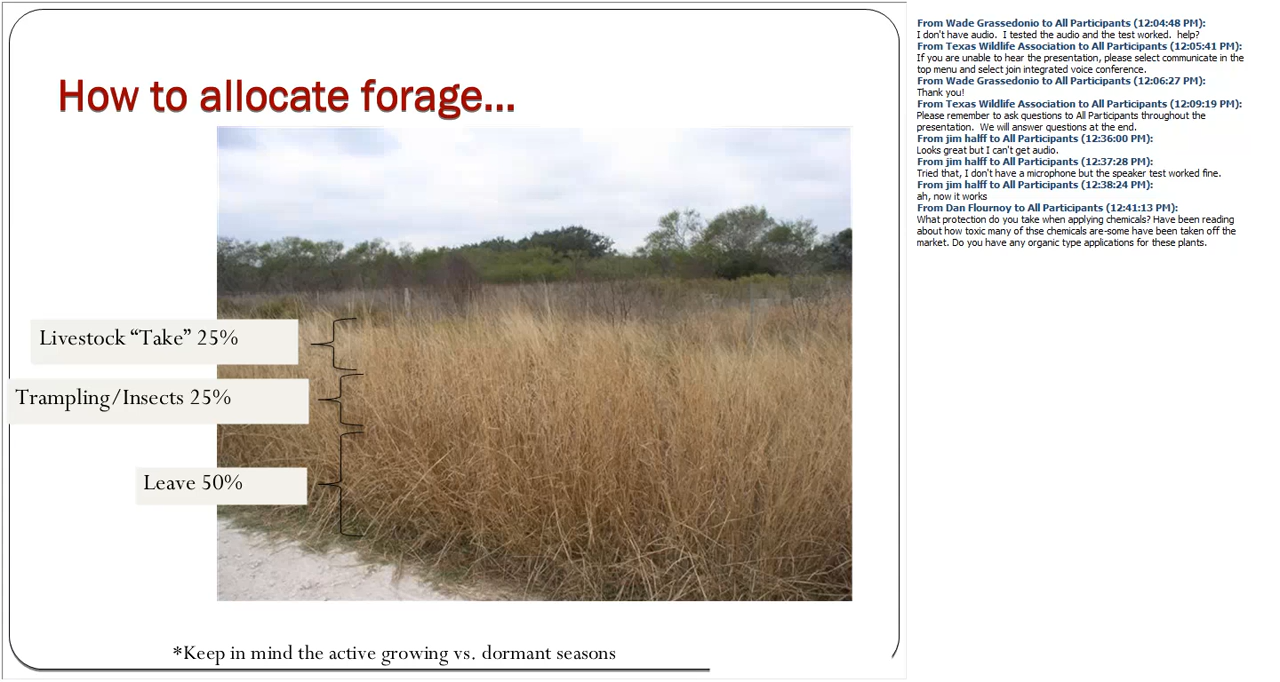 How to allocate forage...
Livestock “Take” 25%
Trampling/Insects 25%
Leave 50%
*Keep in mind the active growing vs. dormant seasons
From Wade Grassedonio to All Participants (12:04:48 PM):
I don't have audio.  I tested the audio and the test worked.  help?
From Texas Wildlife Association to All Participants (12:05:41 PM):
If you are unable to hear the presentation, please select communicate in the
top menu and select join integrated voice conference.
From Wade Grassedonio to All Participants (12:06:27 PM):
Thank you!
From Texas Wildlife Association to All Participants (12:09:19 PM):
Please remember to ask questions to All Participants throughout the
presentation.  We will answer questions at the end.
From jim halff to All Participants (12:36:00 PM):
Looks great but I can't get audio.
From jim halff to All Participants (12:37:28 PM):
Tried that, I don't have a microphone but the speaker test worked fine.
From jim halff to All Participants (12:38:24 PM):
ah, now it works
From Dan Flournoy to All Participants (12:41:13 PM):
What protection do you take when applying chemicals? Have been reading
about how toxic many of thse chemicals are-some have been taken off the
market. Do you have any organic type applications for these plants.